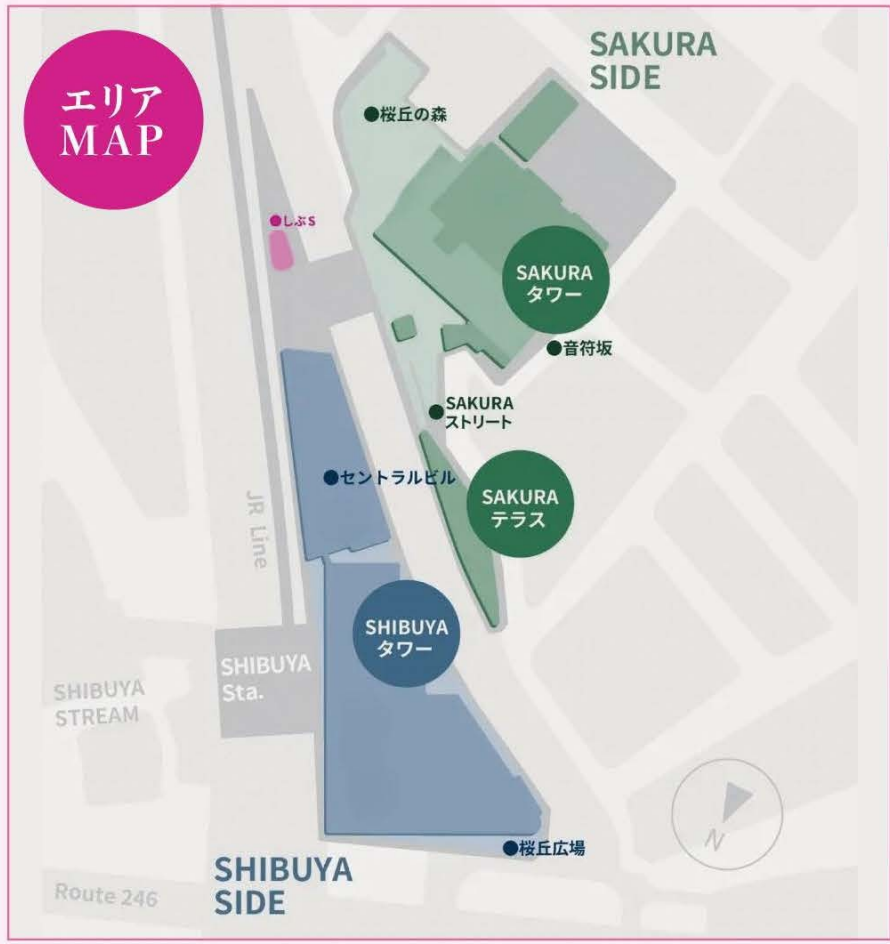 エリア
MAP
SAKURA
SIDE
●桜丘の森
●しぶS
SAKURA
タワー
●音符坂
●SAKURA
ストリート
●セントラルビル
SAKURA
テラス
JR Line
SHIBUYA
タワー
SHIBUYA
Sta.
SHIBUYA
STREAM
N
●桜丘広場
SHIBUYA
SIDE
Route 246